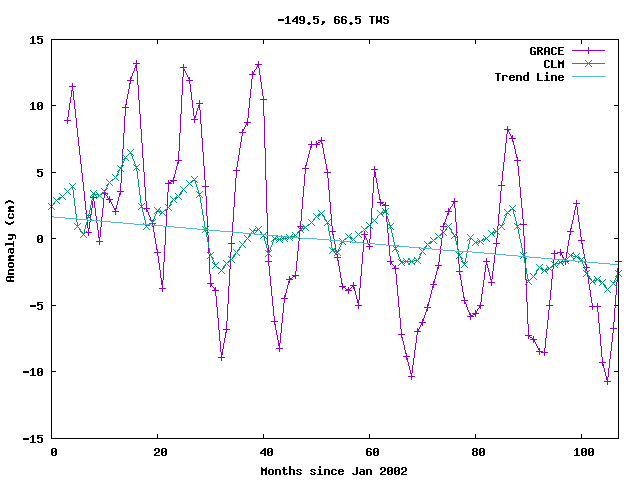 -149.5, 66.5 TWS
15
10
5
0
-5
-10
-15
Anomaly (cm)
GRACE
CLM
Trend Line
0 20 40 60 80 100
Months since Jan 2002